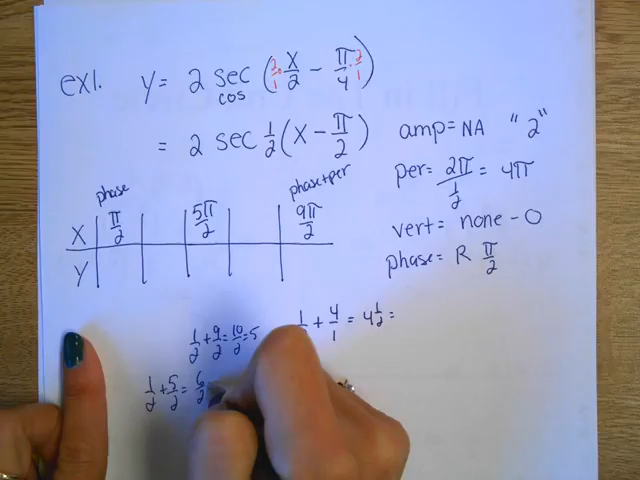 ex1. y = 2 sec (2/1 · x/2 − π/4 · 2/1)
cos
= 2 sec 1/2 (x − π/2)
amp = NA "2"
per = 2π / 1/2 = 4π
vert = none - 0
phase = R π/2
phase phase+per
x | π/2 | | 5π/2 | | 9π/2
y
1/2 + 4/1 = 4 1/2 =
1/2 + 9/2 = 10/2 = 5
1/2 + 5/2 = 6/2